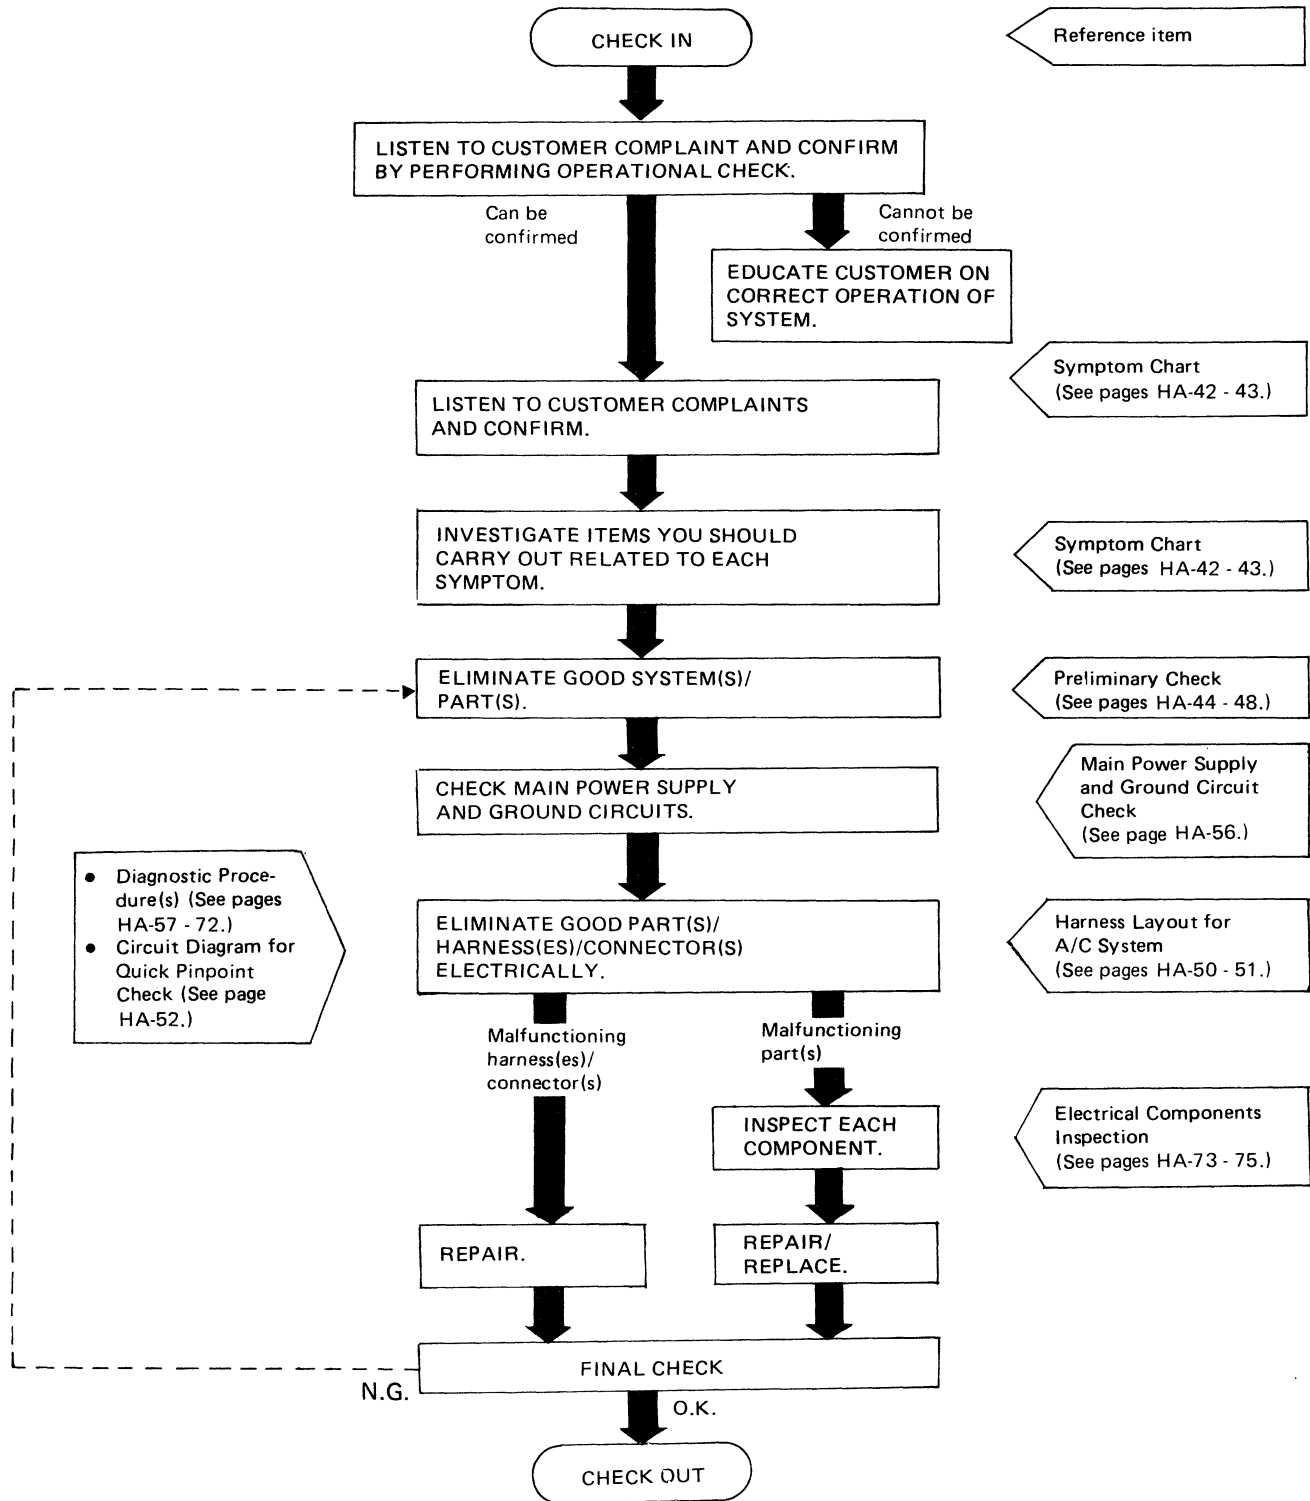 CHECK IN
Reference item
LISTEN TO CUSTOMER COMPLAINT AND CONFIRM
BY PERFORMING OPERATIONAL CHECK.
Can be
confirmed
Cannot be
confirmed
EDUCATE CUSTOMER ON
CORRECT OPERATION OF
SYSTEM.
Symptom Chart
(See pages HA-42 - 43.)
LISTEN TO CUSTOMER COMPLAINTS
AND CONFIRM.
INVESTIGATE ITEMS YOU SHOULD
CARRY OUT RELATED TO EACH
SYMPTOM.
Symptom Chart
(See pages HA-42 - 43.)
ELIMINATE GOOD SYSTEM(S)/
PART(S).
Preliminary Check
(See pages HA-44 - 48.)
CHECK MAIN POWER SUPPLY
AND GROUND CIRCUITS.
Main Power Supply
and Ground Circuit
Check
(See page HA-56.)
• Diagnostic Proce-
dure(s) (See pages
HA-57 - 72.)
• Circuit Diagram for
Quick Pinpoint
Check (See page
HA-52.)
ELIMINATE GOOD PART(S)/
HARNESS(ES)/CONNECTOR(S)
ELECTRICALLY.
Harness Layout for
A/C System
(See pages HA-50 - 51.)
Malfunctioning
harness(es)/
connector(s)
Malfunctioning
part(s)
INSPECT EACH
COMPONENT.
Electrical Components
Inspection
(See pages HA-73 - 75.)
REPAIR.
REPAIR/
REPLACE.
FINAL CHECK
N.G.
O.K.
CHECK OUT